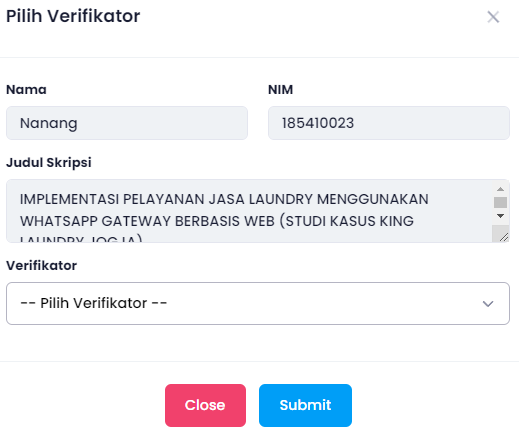 Pilih Verifikator
Nama
NIM
Nanang
185410023
Judul Skripsi
IMPLEMENTASI PELAYANAN JASA LAUNDRY MENGGUNAKAN
WHATSAPP GATEWAY BERBASIS WEB (STUDI KASUS KING
LAUNDRY JOGJA)
Verifikator
-- Pilih Verifikator --
Close
Submit